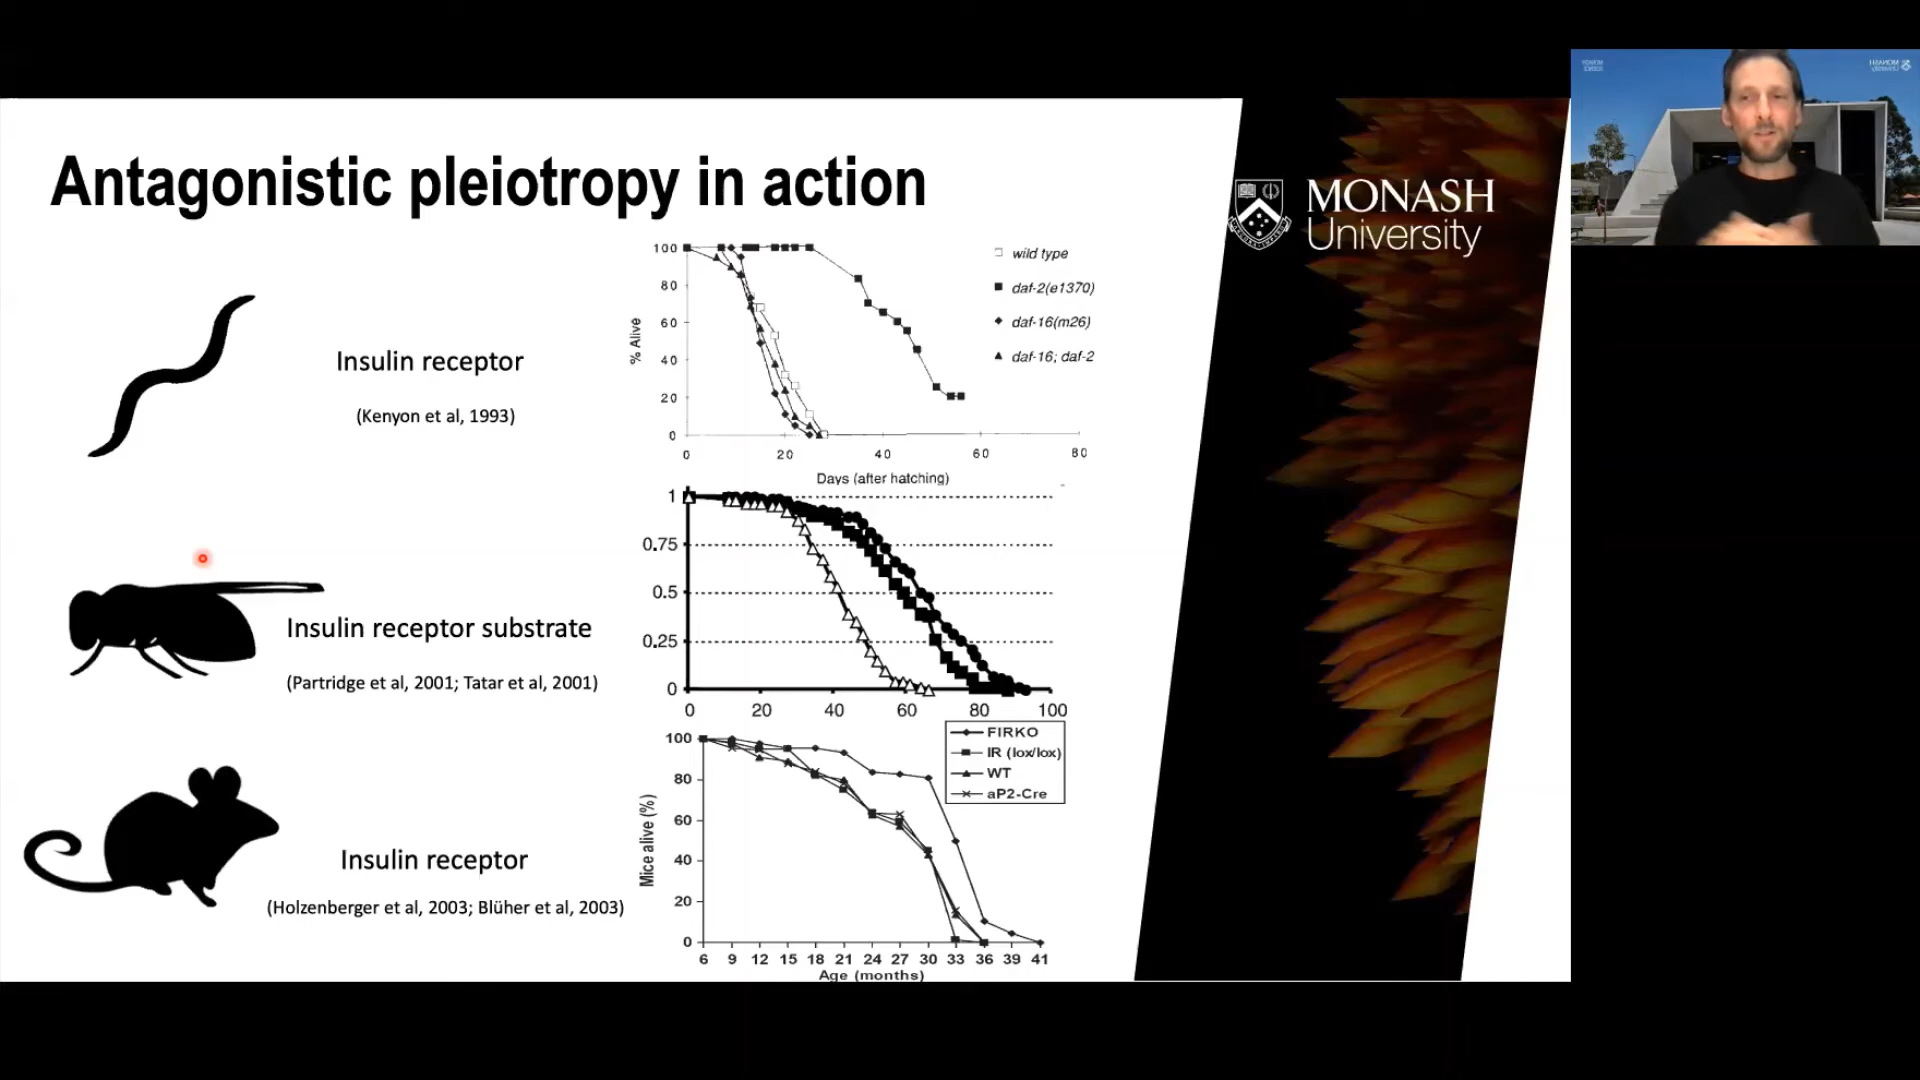 Antagonistic pleiotropy in action
MONASH
University
Insulin receptor
(Kenyon et al, 1993)
% Alive
100
80
60
40
20
0
0 20 40 60 80
Days (after hatching)
wild type
daf-2(e1370)
daf-16(m26)
daf-16; daf-2
Insulin receptor substrate
(Partridge et al, 2001; Tatar et al, 2001)
1
0.75
0.5
0.25
0
0 20 40 60 80 100
Insulin receptor
(Holzenberger et al, 2003; Blüher et al, 2003)
Mice alive (%)
100
80
60
40
20
0
6 9 12 15 18 21 24 27 30 33 36 39 41
Age (months)
FIRKO
IR (lox/lox)
WT
aP2-Cre
MONASH
University